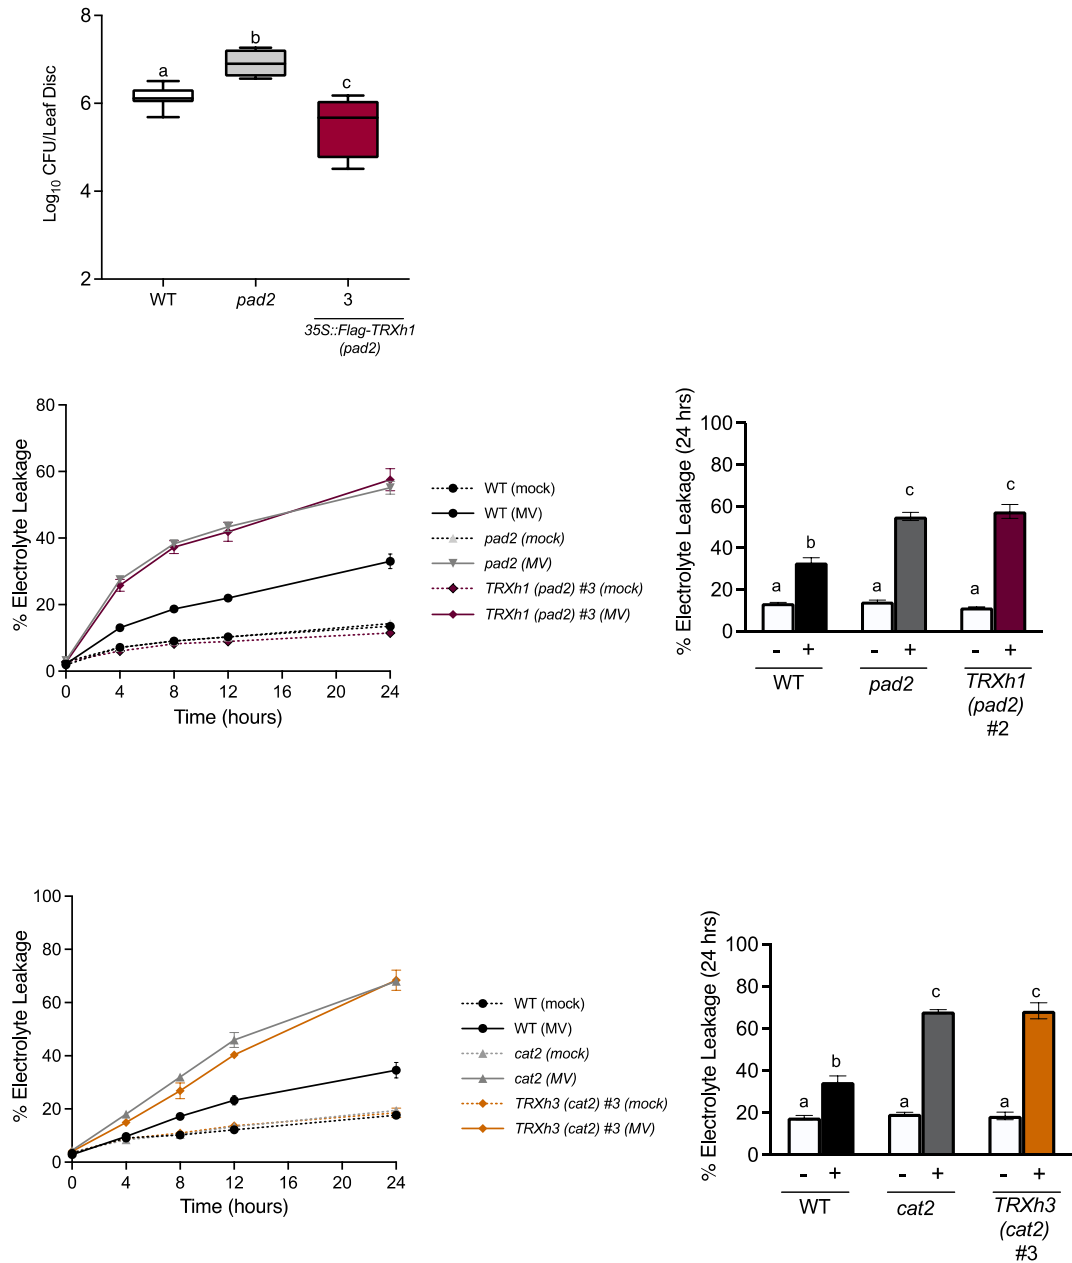 8
6
4
2
Log10 CFU/Leaf Disc
a
b
c
WT
pad2
3
35S::Flag-TRXh1
(pad2)
80
60
40
20
0
% Electrolyte Leakage
0 4 8 12 16 20 24
Time (hours)
WT (mock)
WT (MV)
pad2 (mock)
pad2 (MV)
TRXh1 (pad2) #3 (mock)
TRXh1 (pad2) #3 (MV)
100
80
60
40
20
0
% Electrolyte Leakage (24 hrs)
a b a c a c
- + - + - +
WT
pad2
TRXh1
(pad2)
#2
100
80
60
40
20
0
% Electrolyte Leakage
0 4 8 12 16 20 24
Time (hours)
WT (mock)
WT (MV)
cat2 (mock)
cat2 (MV)
TRXh3 (cat2) #3 (mock)
TRXh3 (cat2) #3 (MV)
100
80
60
40
20
0
% Electrolyte Leakage (24 hrs)
a b a c a c
- + - + - +
WT
cat2
TRXh3
(cat2)
#3